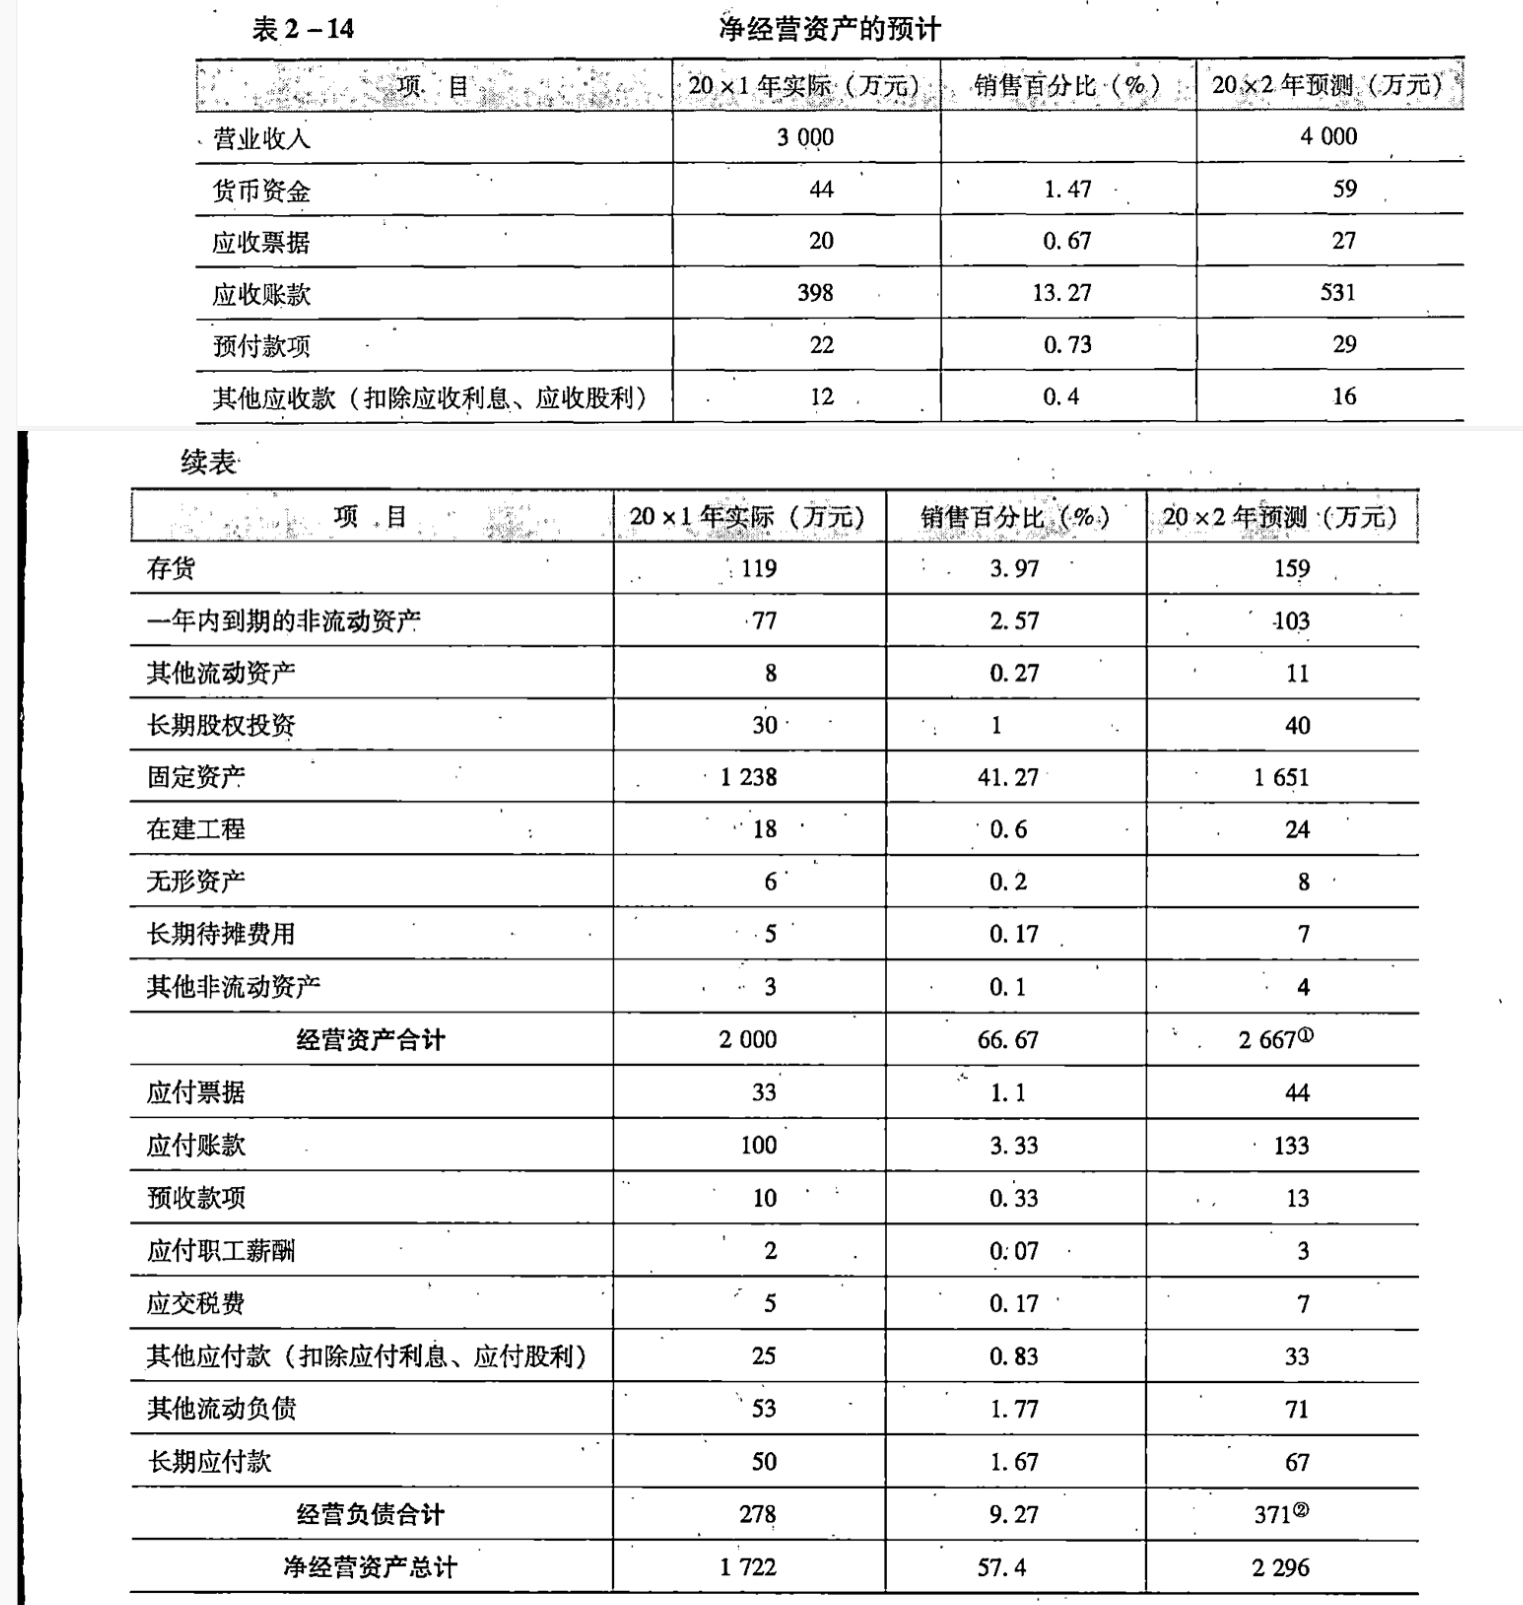 表 2－14 净经营资产的预计
项 目 20×1 年实际（万元） 销售百分比（%） 20×2 年预测（万元）
营业收入 3 000 4 000
货币资金 44 1.47 59
应收票据 20 0.67 27
应收账款 398 13.27 531
预付款项 22 0.73 29
其他应收款（扣除应收利息、应收股利） 12 0.4 16
续表
项 目 20×1 年实际（万元） 销售百分比（%） 20×2 年预测（万元）
存货 119 3.97 159
一年内到期的非流动资产 77 2.57 103
其他流动资产 8 0.27 11
长期股权投资 30 1 40
固定资产 1 238 41.27 1 651
在建工程 18 0.6 24
无形资产 6 0.2 8
长期待摊费用 5 0.17 7
其他非流动资产 3 0.1 4
经营资产合计 2 000 66.67 2 667①
应付票据 33 1.1 44
应付账款 100 3.33 133
预收款项 10 0.33 13
应付职工薪酬 2 0.07 3
应交税费 5 0.17 7
其他应付款（扣除应付利息、应付股利） 25 0.83 33
其他流动负债 53 1.77 71
长期应付款 50 1.67 67
经营负债合计 278 9.27 371②
净经营资产总计 1 722 57.4 2 296